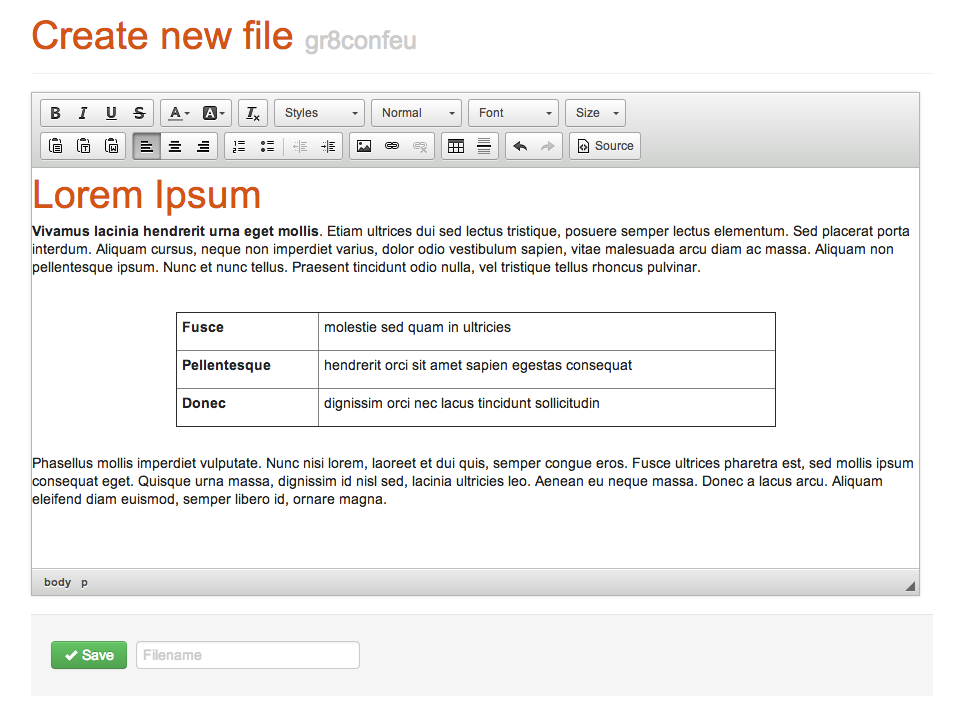 Create new file gr8confeu
B I U S A A Tx Styles Normal Font Size
Source
Lorem Ipsum
Vivamus lacinia hendrerit urna eget mollis. Etiam ultrices dui sed lectus tristique, posuere semper lectus elementum. Sed placerat porta
interdum. Aliquam cursus, neque non imperdiet varius, dolor odio vestibulum sapien, vitae malesuada arcu diam ac massa. Aliquam non
pellentesque ipsum. Nunc et nunc tellus. Praesent tincidunt odio nulla, vel tristique tellus rhoncus pulvinar.
Fusce molestie sed quam in ultricies
Pellentesque hendrerit orci sit amet sapien egestas consequat
Donec dignissim orci nec lacus tincidunt sollicitudin
Phasellus mollis imperdiet vulputate. Nunc nisi lorem, laoreet et dui quis, semper congue eros. Fusce ultrices pharetra est, sed mollis ipsum
consequat eget. Quisque urna massa, dignissim id nisl sed, lacinia ultricies leo. Aenean eu neque massa. Donec a lacus arcu. Aliquam
eleifend diam euismod, semper libero id, ornare magna.
body p
Save Filename